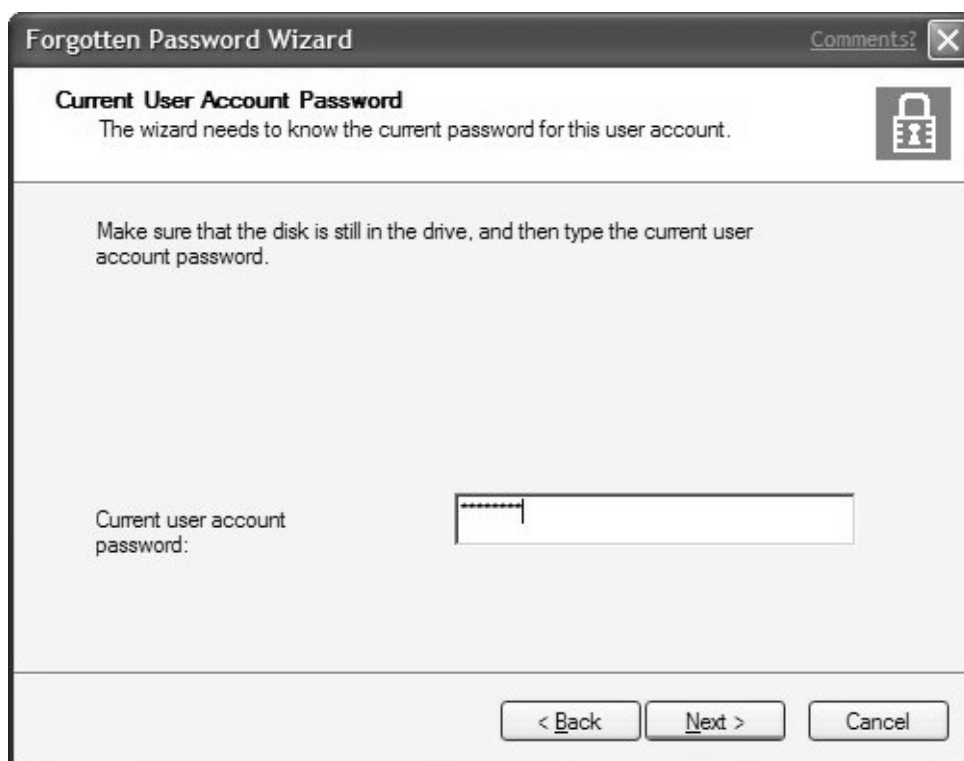 Forgotten Password Wizard Comments?
Current User Account Password
The wizard needs to know the current password for this user account.
Make sure that the disk is still in the drive, and then type the current user
account password.
********
Current user account
password:
< Back Next > Cancel